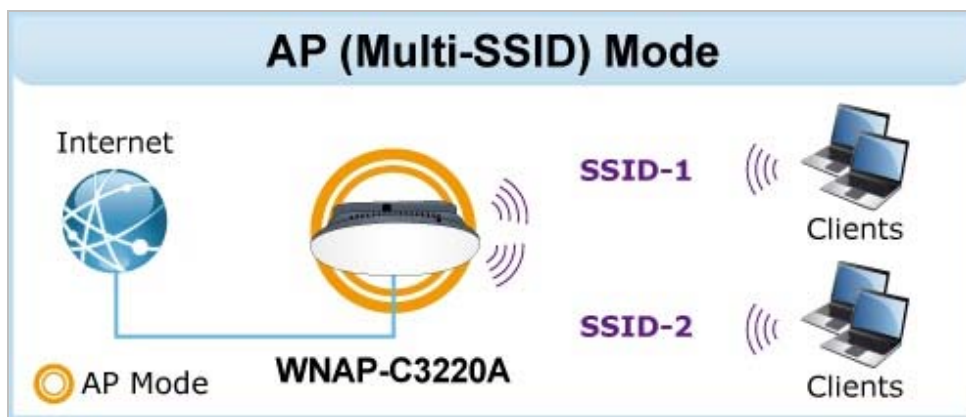 AP (Multi-SSID) Mode
Internet
SSID-1
Clients
SSID-2
WNAP-C3220A
AP Mode
Clients